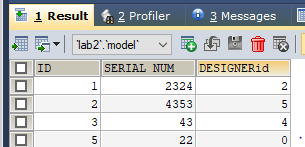 1 Result 2 Profiler 3 Messages
'lab2'.'model'
ID SERIAL NUM DESIGNERid
1 2324 2
2 4353 5
3 43 4
5 22 0